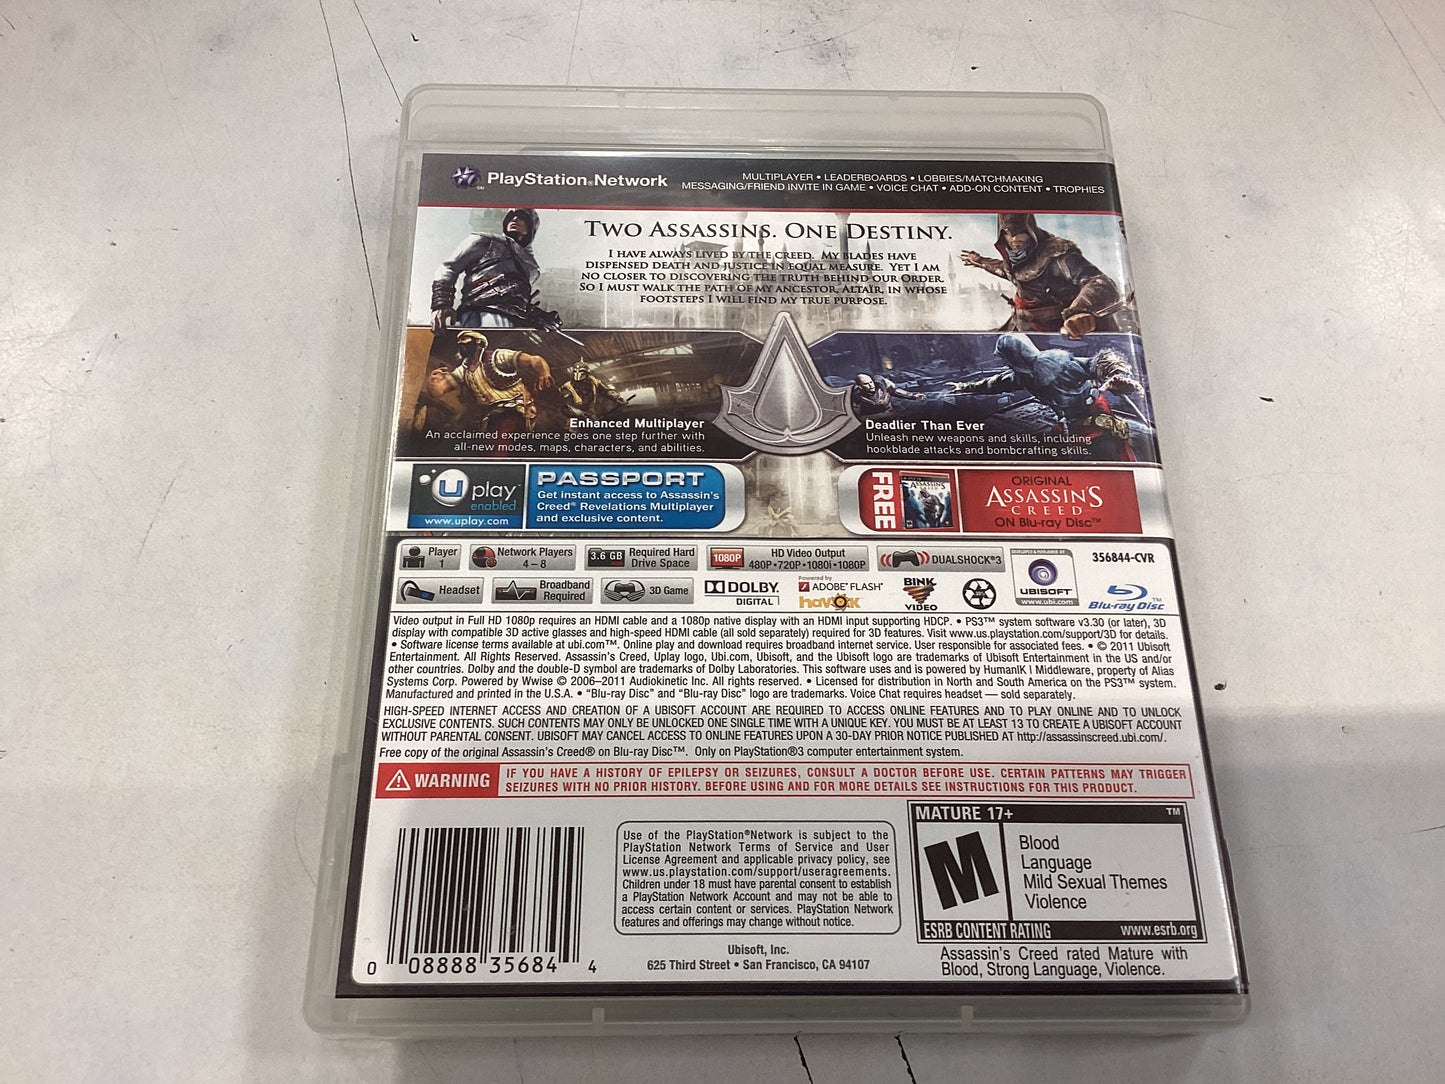 PlayStation®Network
MULTIPLAYER • LEADERBOARDS • LOBBIES/MATCHMAKING
MESSAGING/FRIEND INVITE IN GAME • VOICE CHAT • ADD-ON CONTENT • TROPHIES
TWO ASSASSINS. ONE DESTINY.
I HAVE ALWAYS LIVED BY THE CREED. MY BLADES HAVE
DISPENSED DEATH AND JUSTICE IN EQUAL MEASURE. YET I AM
NO CLOSER TO DISCOVERING THE TRUTH BEHIND OUR ORDER.
SO I MUST WALK THE PATH OF MY ANCESTOR, ALTAÏR, IN WHOSE
FOOTSTEPS I WILL FIND MY TRUE PURPOSE.
Enhanced Multiplayer
An acclaimed experience goes one step further with
all-new modes, maps, characters, and abilities.
Deadlier Than Ever
Unleash new weapons and skills, including
hookblade attacks and bombcrafting skills.
U play™
enabled
www.uplay.com
PASSPORT
Get instant access to Assassin's
Creed® Revelations Multiplayer
and exclusive content.
FREE
ASSASSIN'S
CREED
ORIGINAL
ASSASSIN'S
CREED
ON Blu-ray Disc™
Player
1
Network Players
4 – 8
3.6 GB
Required Hard
Drive Space
1080P
HD Video Output
480P•720P•1080i•1080P
DUALSHOCK®3
DEVELOPED & PUBLISHED BY
UBISOFT
www.ubi.com
356844-CVR
Headset
Broadband
Required
3D Game
DOLBY.
DIGITAL
Powered by
ADOBE® FLASH®
havok
BINK
VIDEO
Blu-ray Disc™
Video output in Full HD 1080p requires an HDMI cable and a 1080p native display with an HDMI input supporting HDCP. • PS3™ system software v3.30 (or later), 3D
display with compatible 3D active glasses and high-speed HDMI cable (all sold separately) required for 3D features. Visit www.us.playstation.com/support/3D for details.
• Software license terms available at ubi.com™. Online play and download requires broadband internet service. User responsible for associated fees. • © 2011 Ubisoft
Entertainment. All Rights Reserved. Assassin's Creed, Uplay logo, Ubi.com, Ubisoft, and the Ubisoft logo are trademarks of Ubisoft Entertainment in the US and/or
other countries. Dolby and the double-D symbol are trademarks of Dolby Laboratories. This software uses and is powered by HumanIK I Middleware, property of Alias
Systems Corp. Powered by Wwise © 2006–2011 Audiokinetic Inc. All rights reserved. • Licensed for distribution in North and South America on the PS3™ system.
Manufactured and printed in the U.S.A. • "Blu-ray Disc" and "Blu-ray Disc" logo are trademarks. Voice Chat requires headset — sold separately.
HIGH-SPEED INTERNET ACCESS AND CREATION OF A UBISOFT ACCOUNT ARE REQUIRED TO ACCESS ONLINE FEATURES AND TO PLAY ONLINE AND TO UNLOCK
EXCLUSIVE CONTENTS. SUCH CONTENTS MAY ONLY BE UNLOCKED ONE SINGLE TIME WITH A UNIQUE KEY. YOU MUST BE AT LEAST 13 TO CREATE A UBISOFT ACCOUNT
WITHOUT PARENTAL CONSENT. UBISOFT MAY CANCEL ACCESS TO ONLINE FEATURES UPON A 30-DAY PRIOR NOTICE PUBLISHED AT http://assassinscreed.ubi.com/.
Free copy of the original Assassin's Creed® on Blu-ray Disc™. Only on PlayStation®3 computer entertainment system.
WARNING
IF YOU HAVE A HISTORY OF EPILEPSY OR SEIZURES, CONSULT A DOCTOR BEFORE USE. CERTAIN PATTERNS MAY TRIGGER
SEIZURES WITH NO PRIOR HISTORY. BEFORE USING AND FOR MORE DETAILS SEE INSTRUCTIONS FOR THIS PRODUCT.
0 08888 35684 4
Use of the PlayStation®Network is subject to the
PlayStation Network Terms of Service and User
License Agreement and applicable privacy policy, see
www.us.playstation.com/support/useragreements.
Children under 18 must have parental consent to establish
a PlayStation Network Account and may not be able to
access certain content or services. PlayStation Network
features and offerings may change without notice.
Ubisoft, Inc.
625 Third Street • San Francisco, CA 94107
MATURE 17+ ™
M
Blood
Language
Mild Sexual Themes
Violence
ESRB CONTENT RATING
www.esrb.org
Assassin's Creed rated Mature with
Blood, Strong Language, Violence.